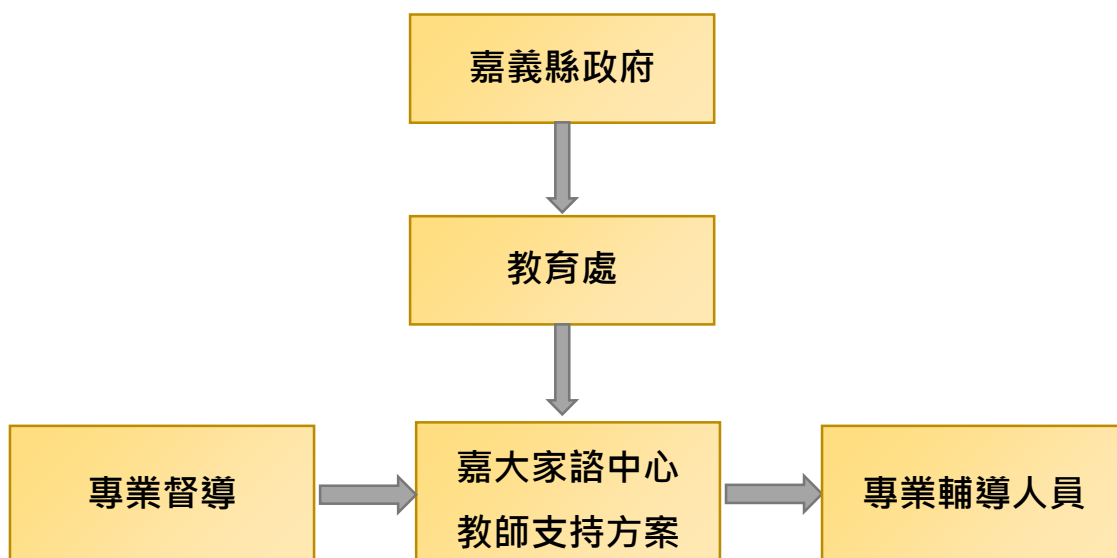 嘉義縣政府
教育處
專業督導
嘉大家諮中心
教師支持方案
專業輔導人員